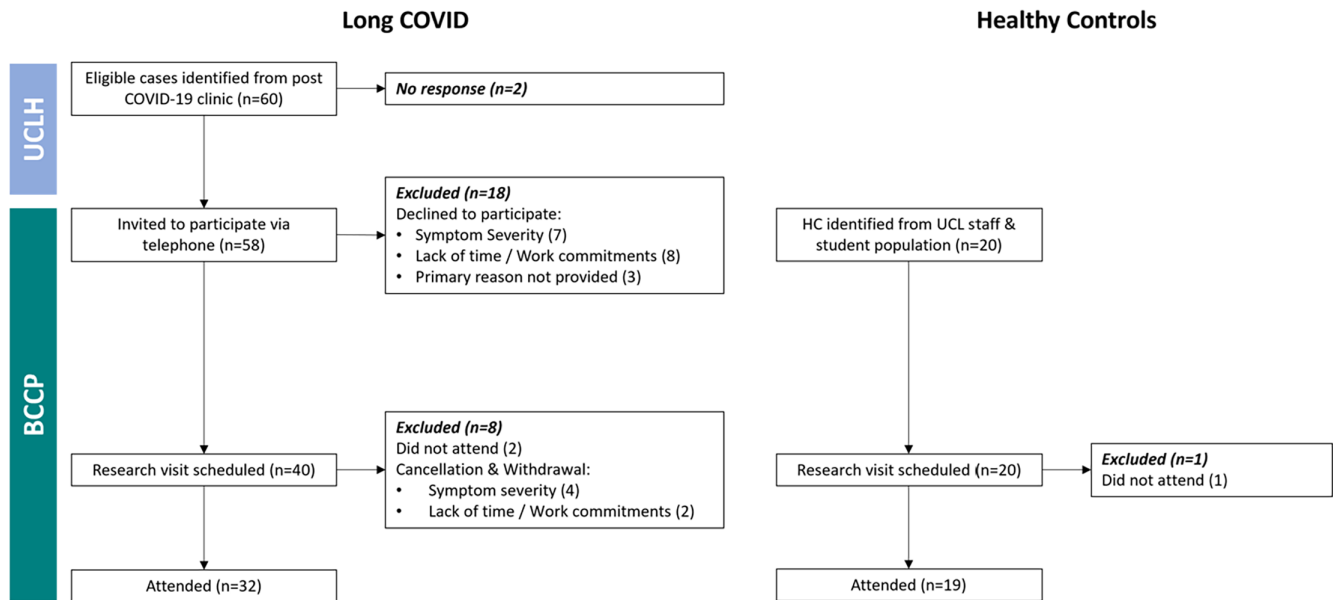 Long COVID
Healthy Controls
UCLH
Eligible cases identified from post
COVID-19 clinic (n=60)
No response (n=2)
BCCP
Invited to participate via
telephone (n=58)
Excluded (n=18)
Declined to participate:
• Symptom Severity (7)
• Lack of time / Work commitments (8)
• Primary reason not provided (3)
HC identified from UCL staff &
student population (n=20)
Research visit scheduled (n=40)
Excluded (n=8)
Did not attend (2)
Cancellation & Withdrawal:
• Symptom severity (4)
• Lack of time / Work commitments (2)
Research visit scheduled (n=20)
Excluded (n=1)
Did not attend (1)
Attended (n=32)
Attended (n=19)